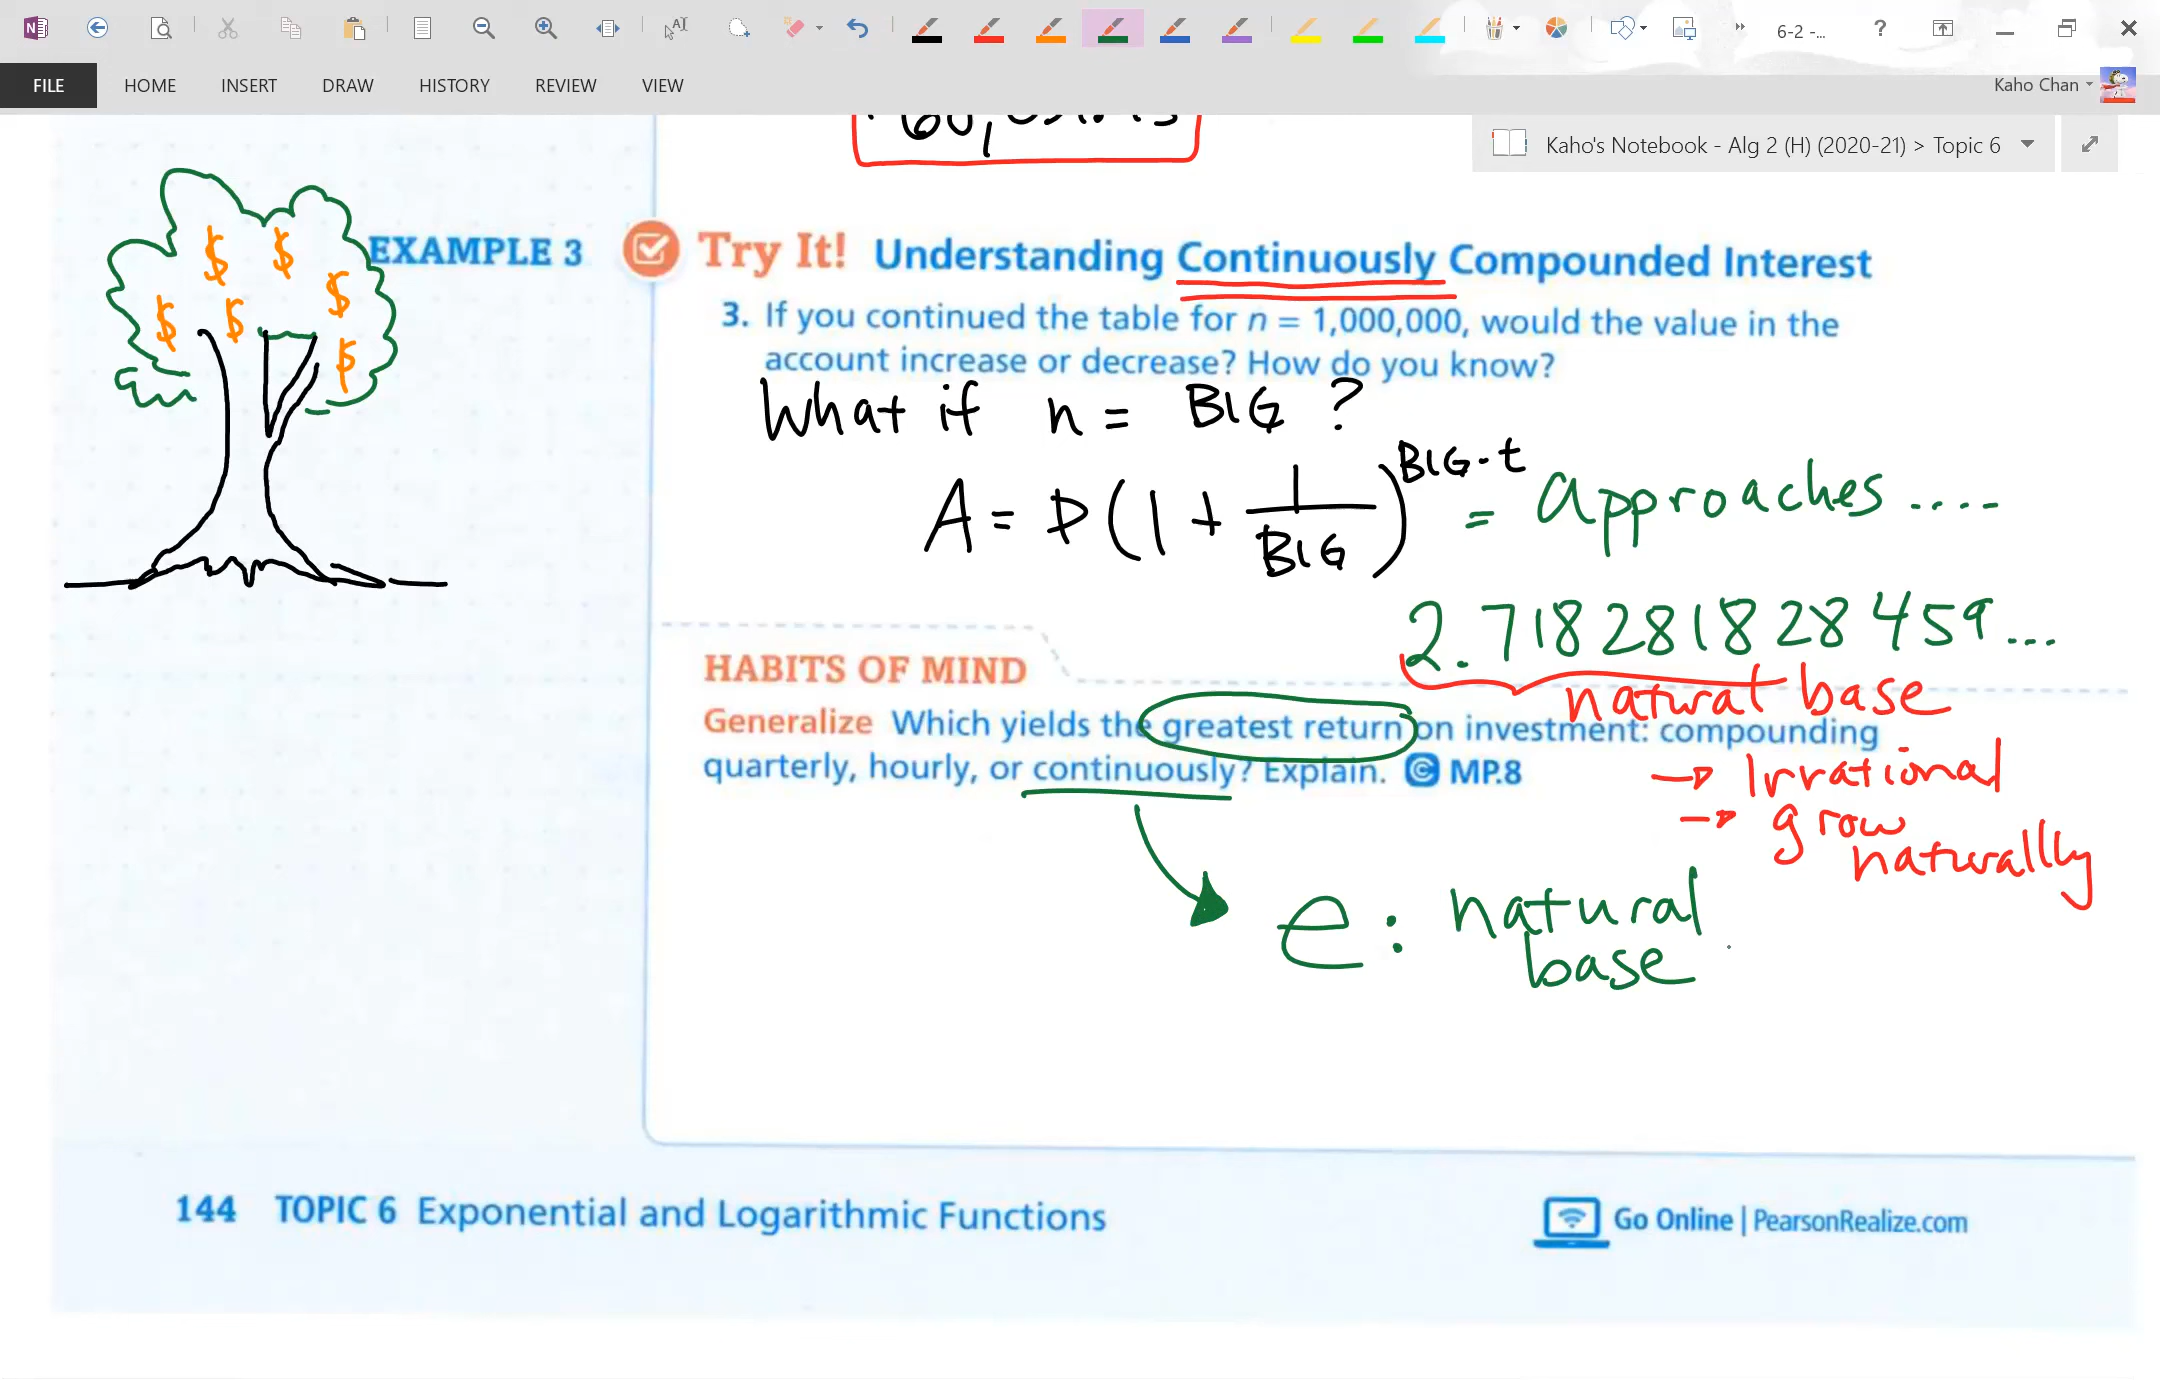 6-2 -...
FILE HOME INSERT DRAW HISTORY REVIEW VIEW
Kaho Chan
Kaho's Notebook - Alg 2 (H) (2020-21) > Topic 6
EXAMPLE 3 Try It! Understanding Continuously Compounded Interest
3. If you continued the table for n = 1,000,000, would the value in the
account increase or decrease? How do you know?
What if n = BIG ?
A = P(1 + 1/BIG)^BIG·t = approaches....
2.718281828459...
natural base
→ Irrational
→ grow
naturally
HABITS OF MIND
Generalize Which yields the greatest return on investment: compounding
quarterly, hourly, or continuously? Explain. MP.8
e: natural
base
$ $ $ $ $ $
144 TOPIC 6 Exponential and Logarithmic Functions
Go Online | PearsonRealize.com